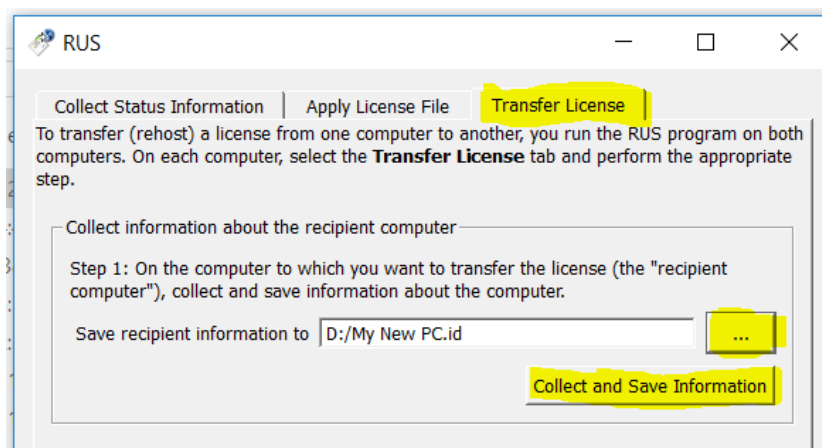 RUS
Collect Status Information Apply License File Transfer License
To transfer (rehost) a license from one computer to another, you run the RUS program on both
computers. On each computer, select the Transfer License tab and perform the appropriate
step.
Collect information about the recipient computer
Step 1: On the computer to which you want to transfer the license (the "recipient
computer"), collect and save information about the computer.
Save recipient information to D:/My New PC.id ...
Collect and Save Information